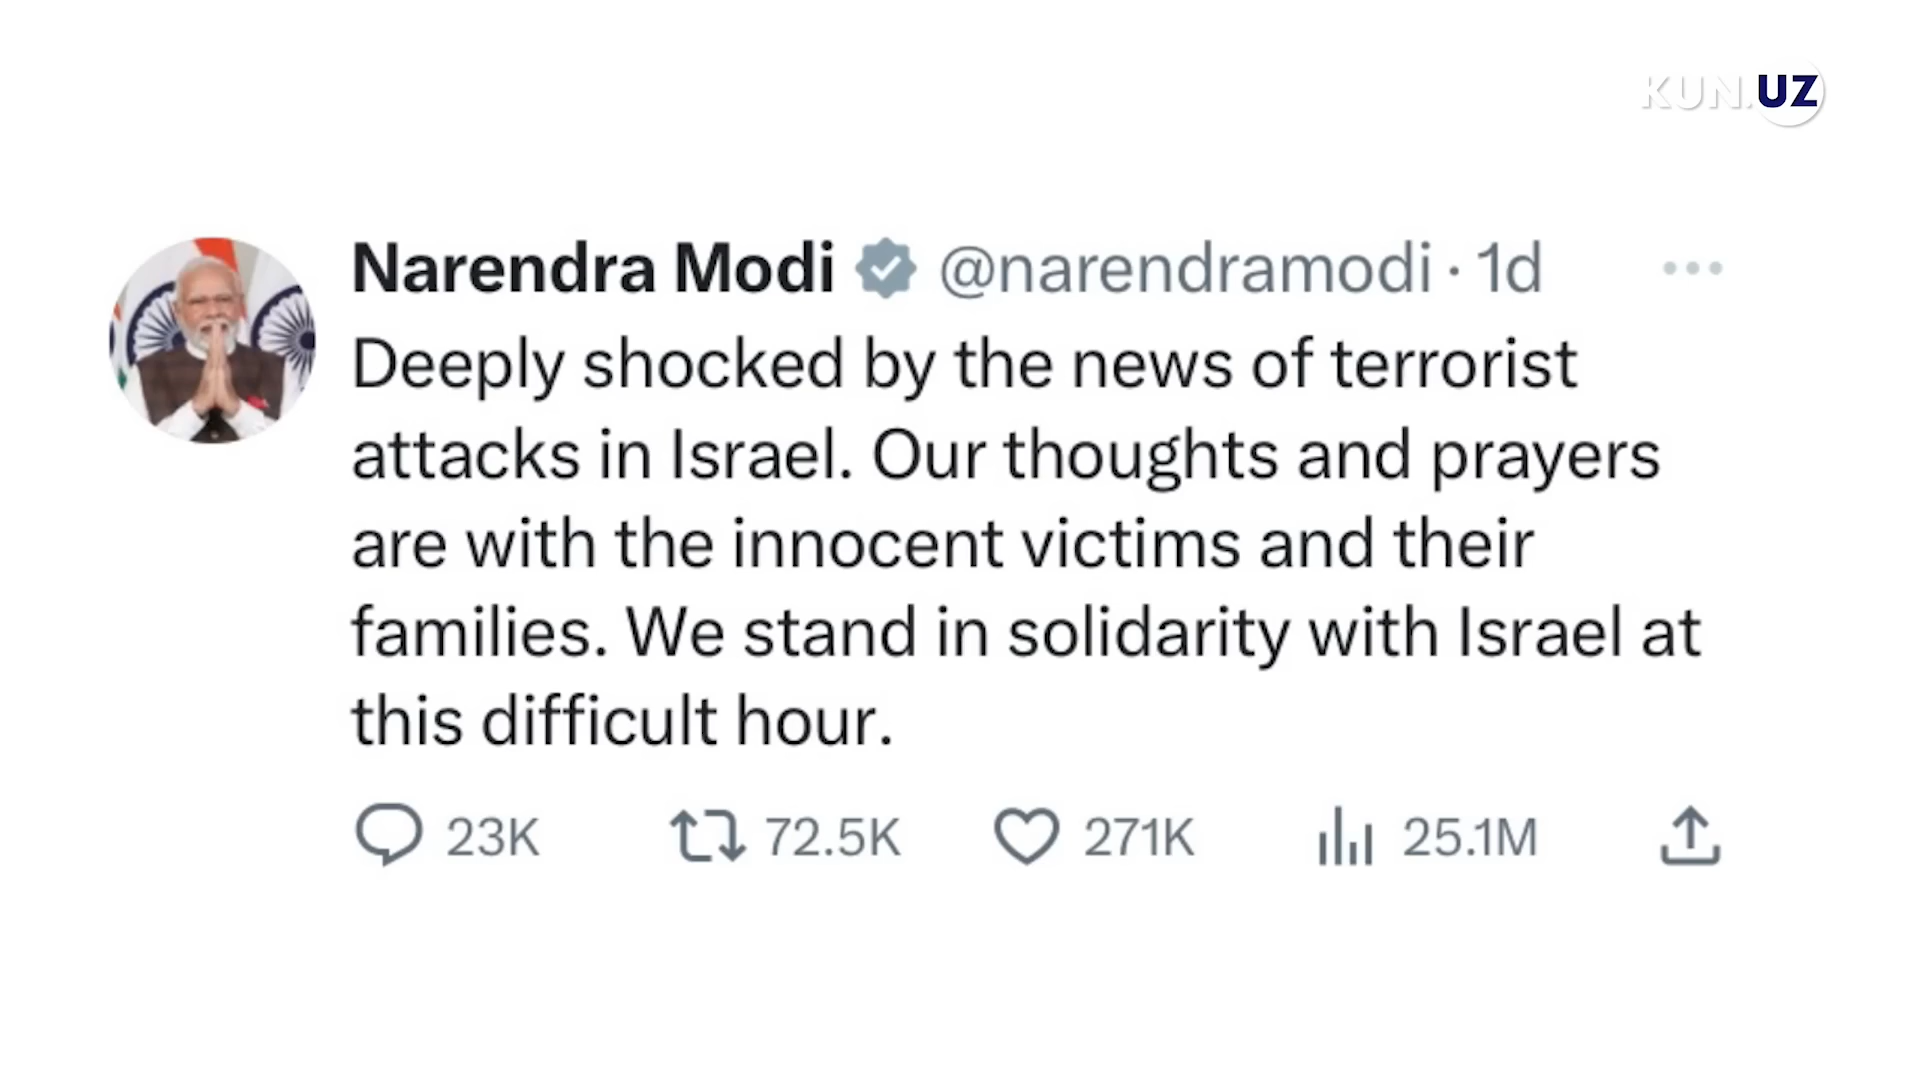 KUN.UZ
Narendra Modi @narendramodi · 1d
Deeply shocked by the news of terrorist
attacks in Israel. Our thoughts and prayers
are with the innocent victims and their
families. We stand in solidarity with Israel at
this difficult hour.
23K 72.5K 271K 25.1M